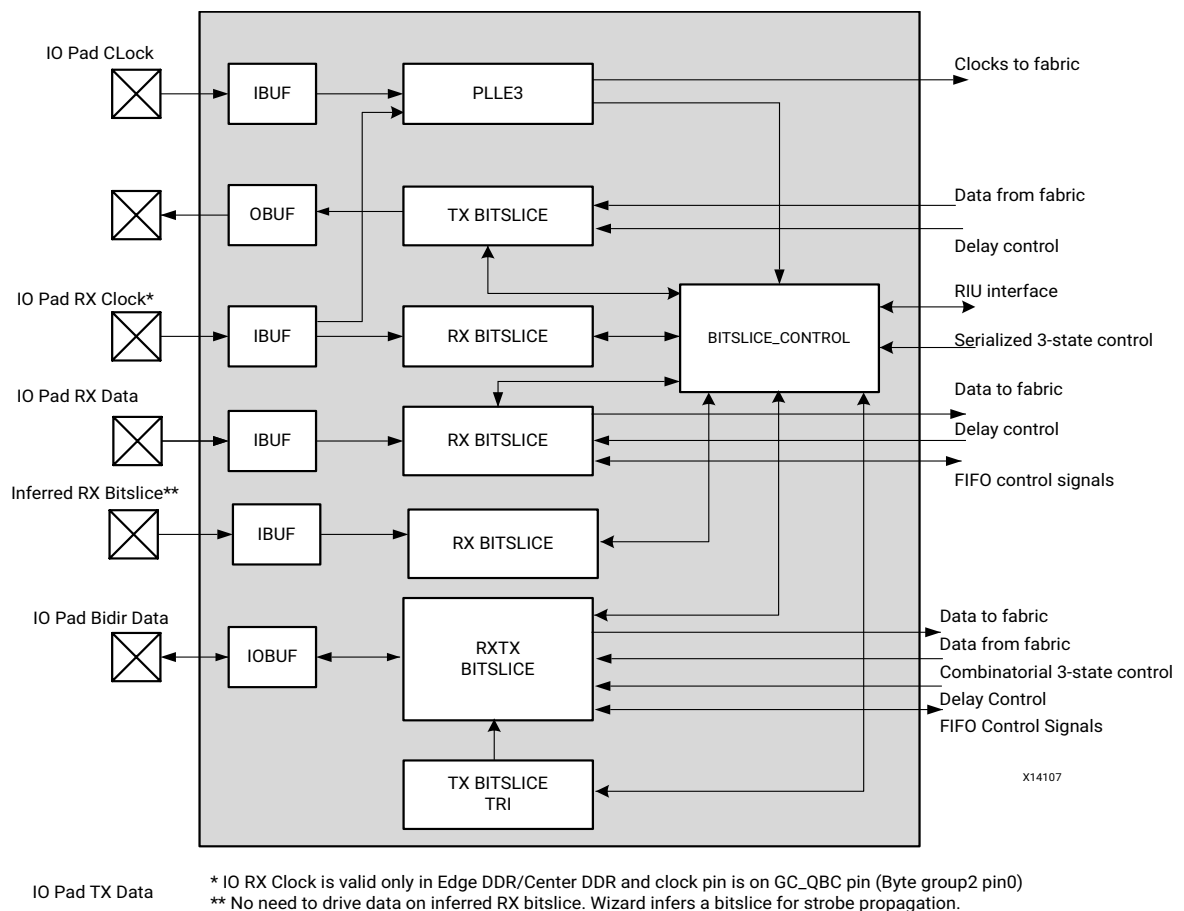 IO Pad CLock
IBUF
PLLE3
Clocks to fabric
OBUF
TX BITSLICE
Data from fabric
Delay control
IO Pad RX Clock*
IBUF
RX BITSLICE
BITSLICE_CONTROL
RIU interface
Serialized 3-state control
IO Pad RX Data
IBUF
RX BITSLICE
Data to fabric
Delay control
FIFO control signals
Inferred RX Bitslice**
IBUF
RX BITSLICE
IO Pad Bidir Data
IOBUF
RXTX
BITSLICE
Data to fabric
Data from fabric
Combinatorial 3-state control
Delay Control
FIFO Control Signals
TX BITSLICE
TRI
X14107
IO Pad TX Data
* IO RX Clock is valid only in Edge DDR/Center DDR and clock pin is on GC_QBC pin (Byte group2 pin0)
** No need to drive data on inferred RX bitslice. Wizard infers a bitslice for strobe propagation.